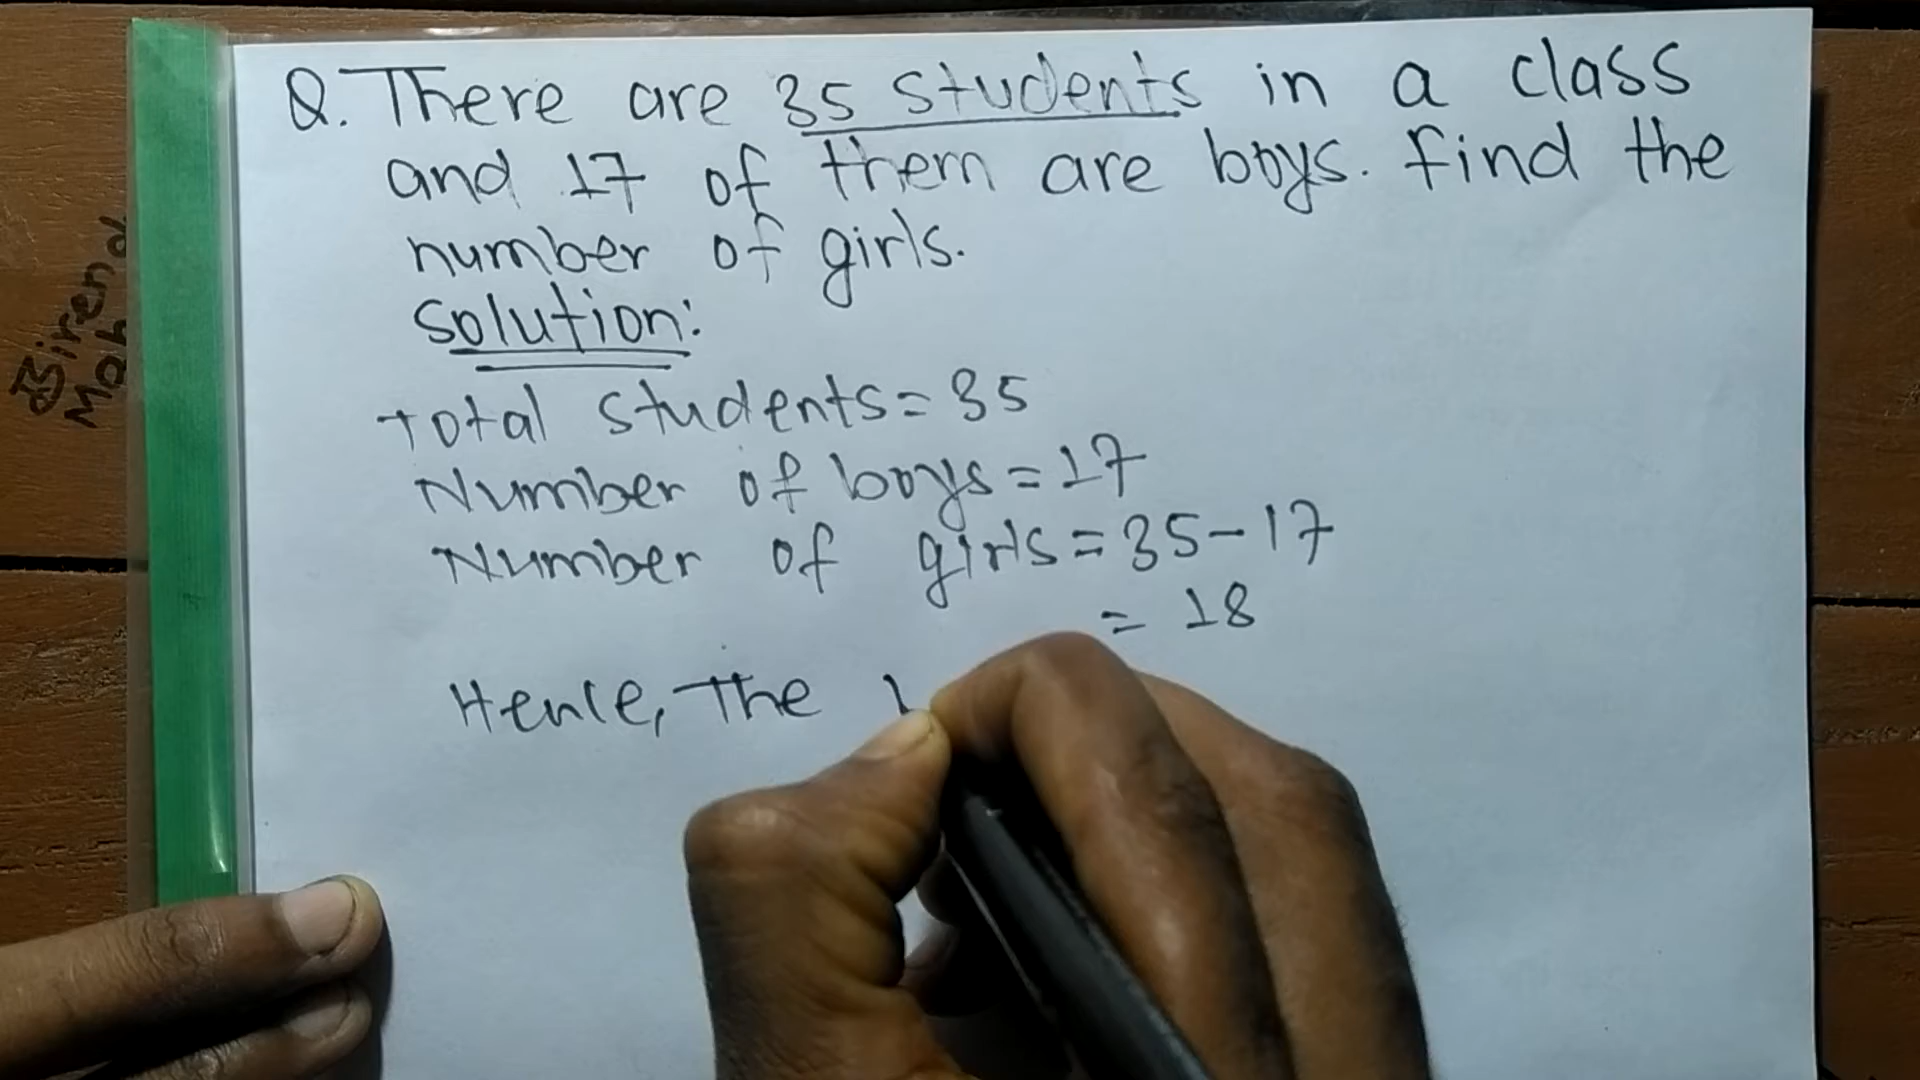 Q. There are 35 students in a class
and 17 of them are boys. find the
number of girls.
Solution:
Total students = 35
Number of boys = 17
Number of girls = 35 - 17
= 18
Hence, The